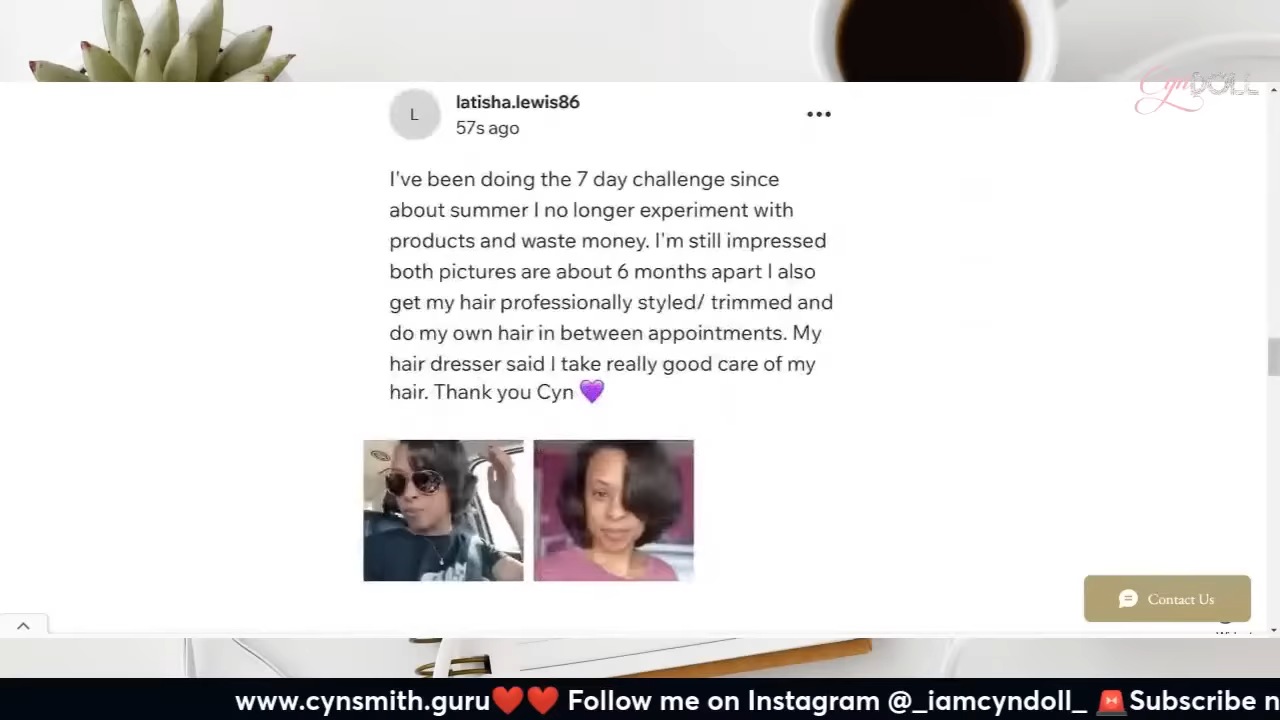 CynDOLL
L
latisha.lewis86
57s ago
I've been doing the 7 day challenge since
about summer I no longer experiment with
products and waste money. I'm still impressed
both pictures are about 6 months apart I also
get my hair professionally styled/ trimmed and
do my own hair in between appointments. My
hair dresser said I take really good care of my
hair. Thank you Cyn 💜
Contact Us
www.cynsmith.guru❤️❤️ Follow me on Instagram @_iamcyndoll_ 🚨Subscribe n